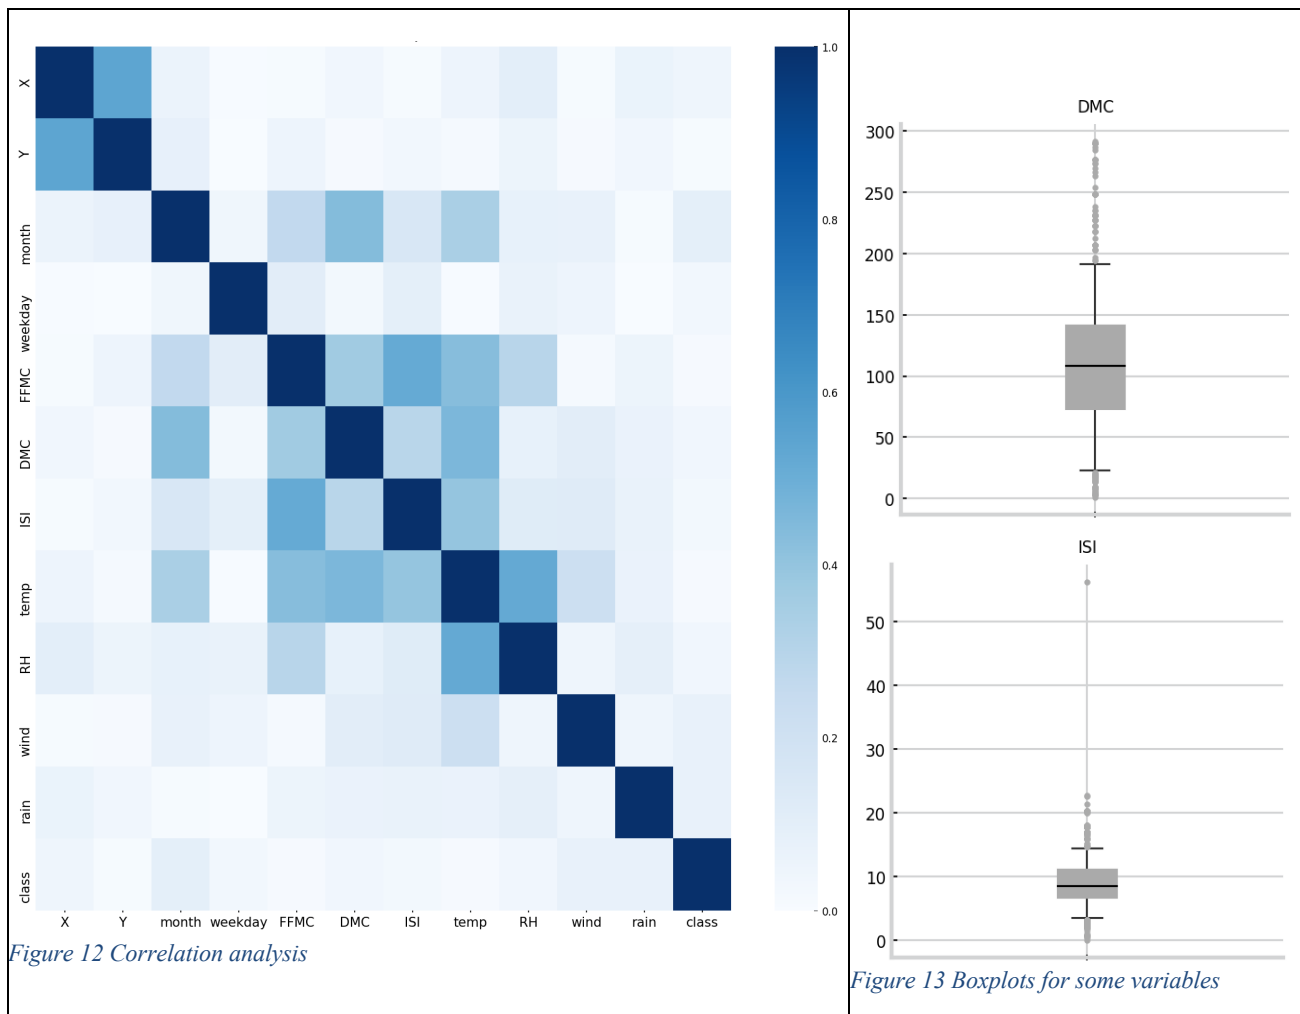 X
Y
month
weekday
FFMC
DMC
ISI
temp
RH
wind
rain
class
X Y month weekday FFMC DMC ISI temp RH wind rain class
1.0
0.8
0.6
0.4
0.2
0.0
Figure 12 Correlation analysis
DMC
300
250
200
150
100
50
0
ISI
50
40
30
20
10
0
Figure 13 Boxplots for some variables